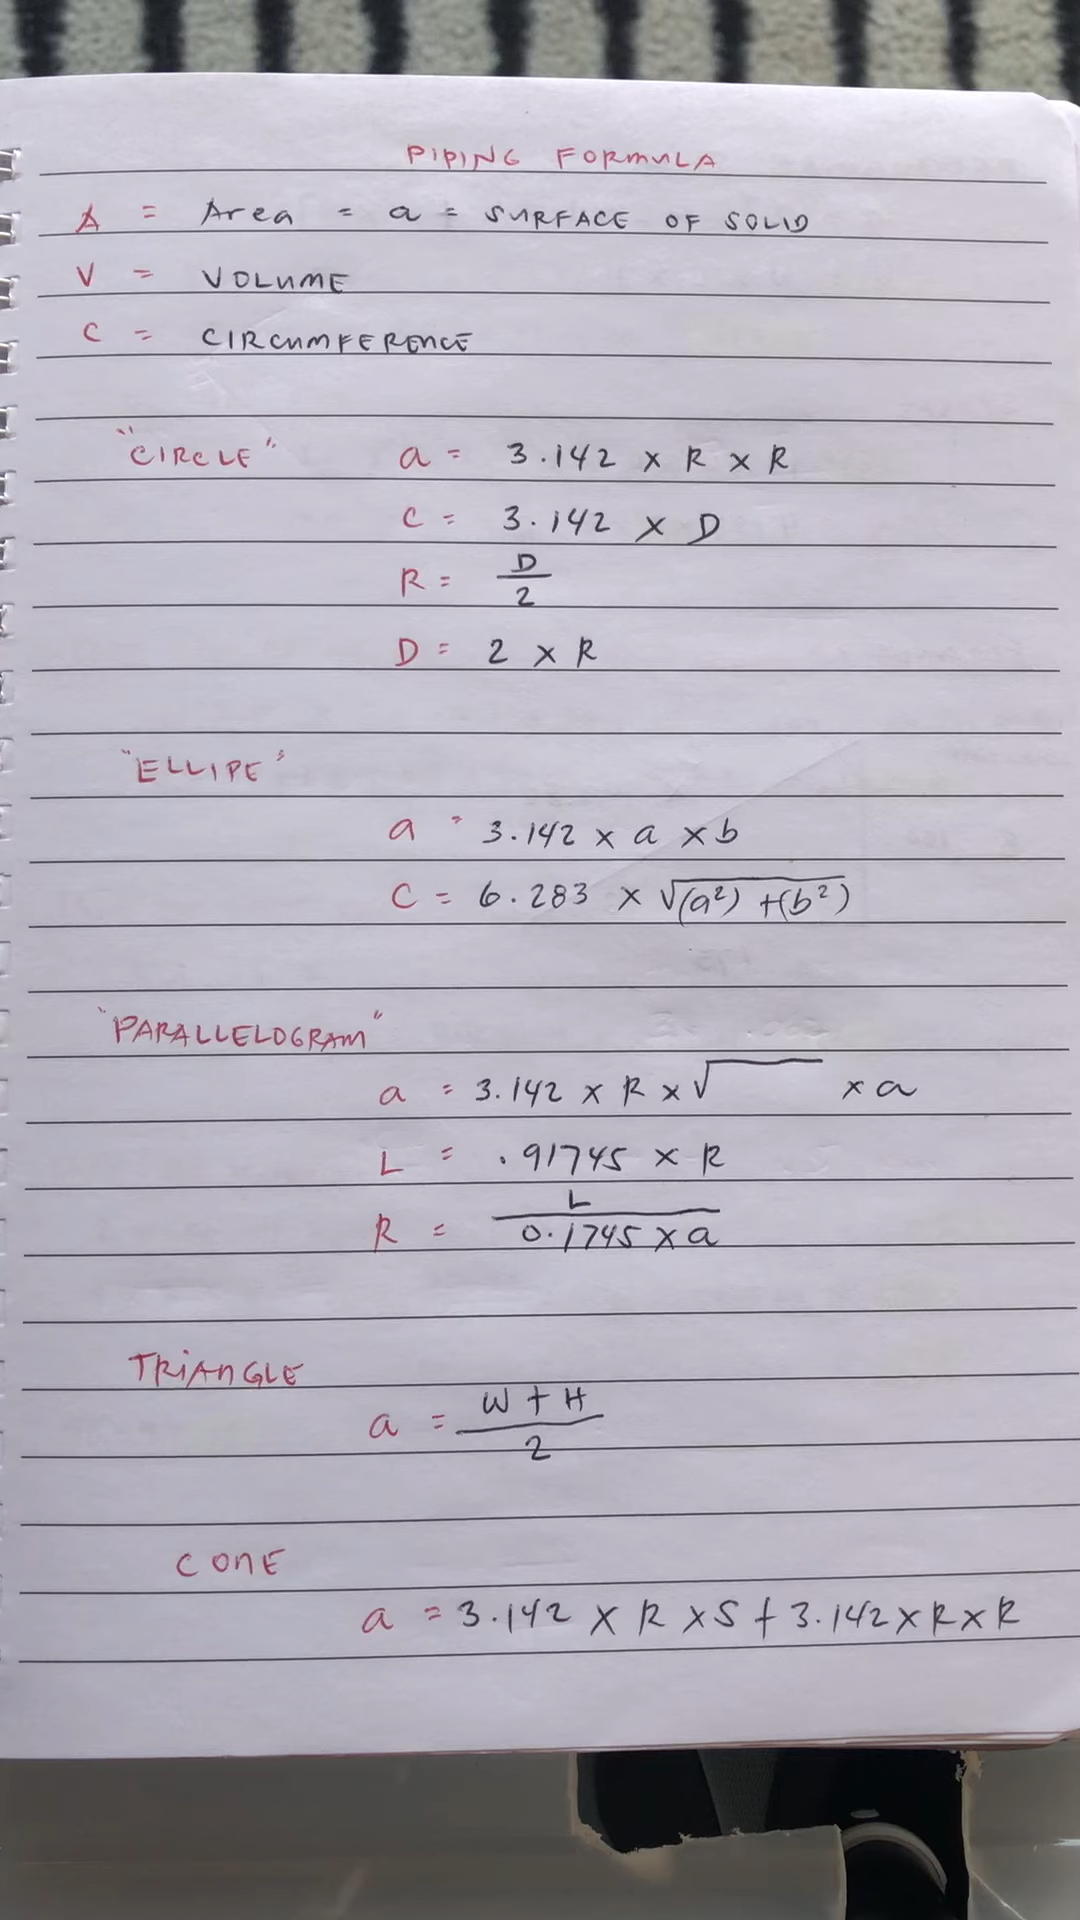 PIPING FORMULA
A = Area = a = SURFACE OF SOLID
V = VOLUME
C = CIRCUMFERENCE
"CIRCLE" a = 3.142 x R x R
C = 3.142 x D
R = D/2
D = 2 x R
"ELLIPE"
a = 3.142 x a x b
C = 6.283 x √(a²) + (b²)
"PARALLELOGRAM"
a = 3.142 x R x √ x a
L = .91745 x R
R = L/0.1745 x a
TRIANGLE
a = W + H/2
CONE
a = 3.142 x R x S + 3.142 x R x R